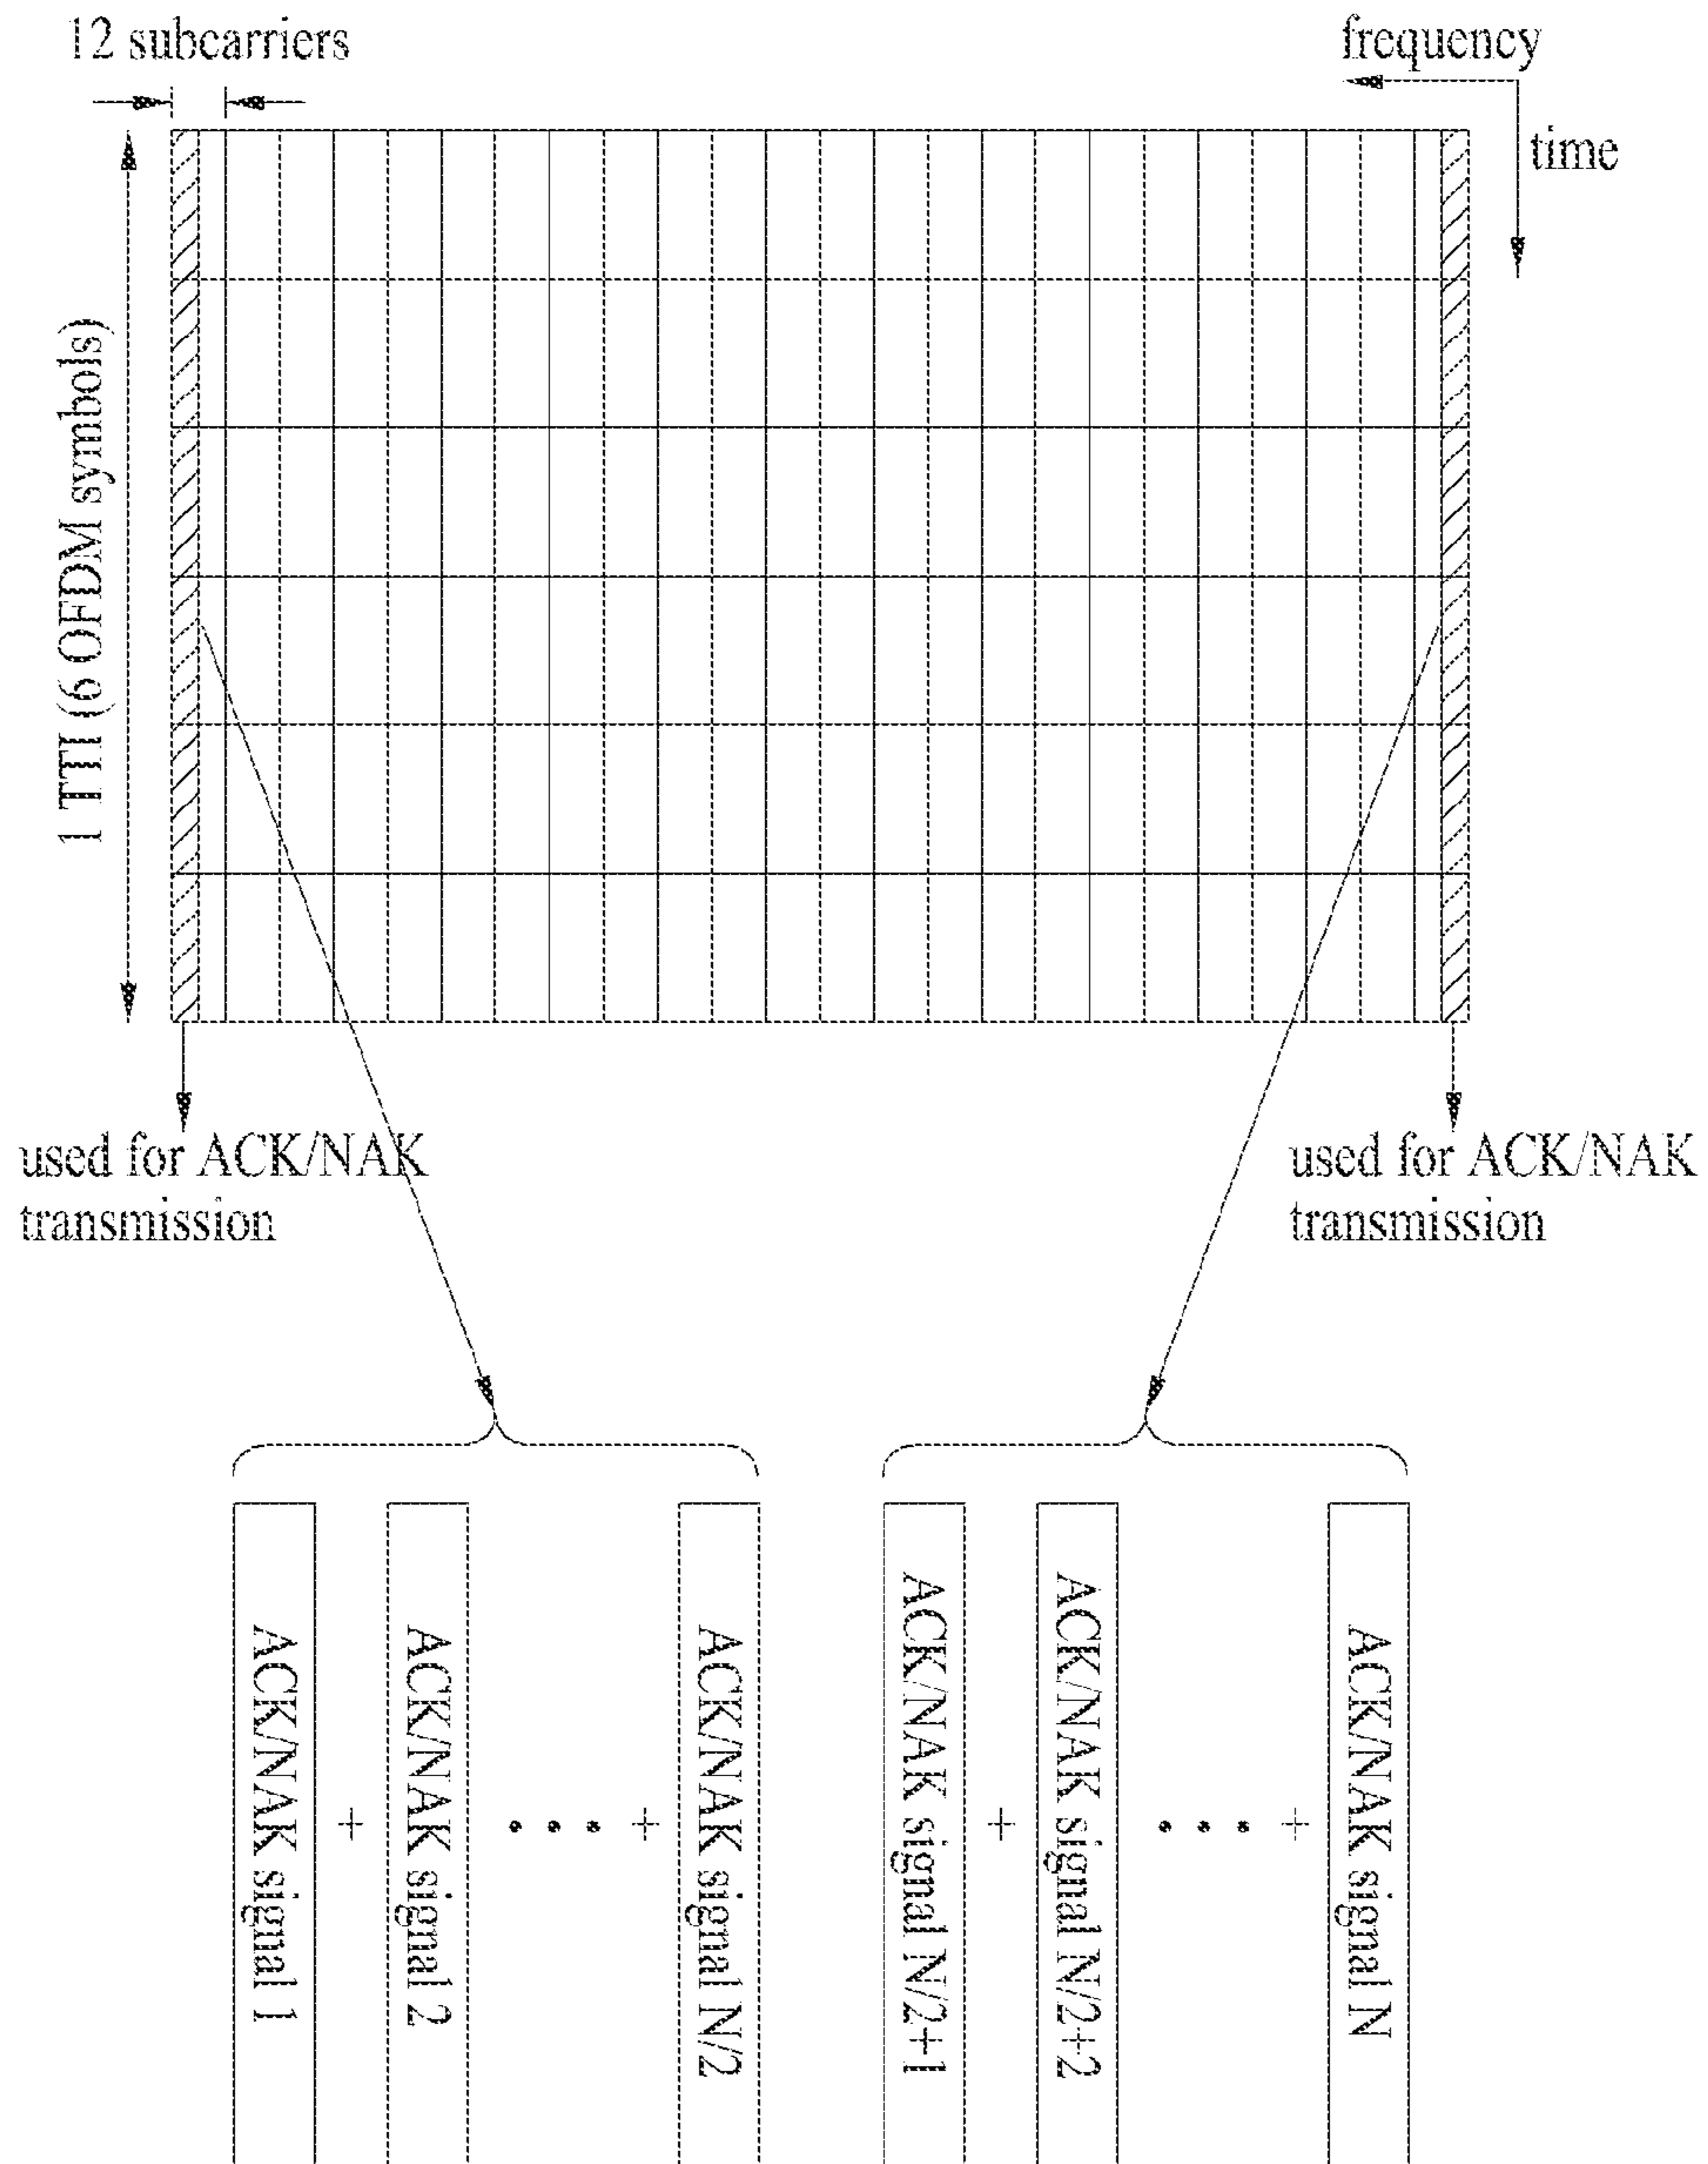 12 subcarriers
frequency
time
1 TTI (6 OFDM symbols)
used for ACK/NAK
transmission
used for ACK/NAK
transmission
ACK/NAK signal 1
+
ACK/NAK signal 2
• • • +
ACK/NAK signal N/2
ACK/NAK signal N/2+1
+
ACK/NAK signal N/2+2
• • • +
ACK/NAK signal N